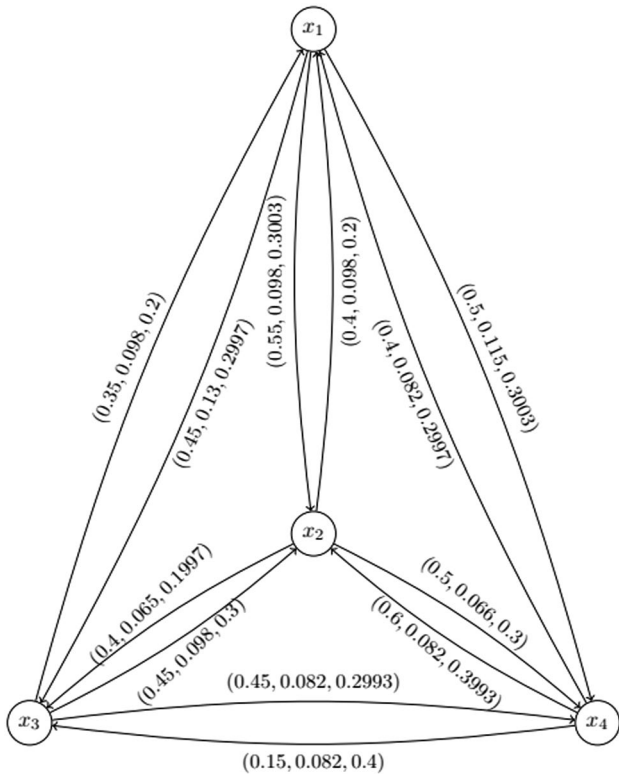 x₁
(0.55, 0.098, 0.3003)
(0.4, 0.098, 0.2)
(0.35, 0.098, 0.2)
(0.45, 0.13, 0.2997)
(0.4, 0.082, 0.2997)
(0.5, 0.115, 0.3003)
x₂
(0.4, 0.065, 0.1997)
(0.45, 0.098, 0.3)
(0.6, 0.082, 0.3993)
(0.5, 0.066, 0.3)
(0.45, 0.082, 0.2993)
x₃
x₄
(0.15, 0.082, 0.4)